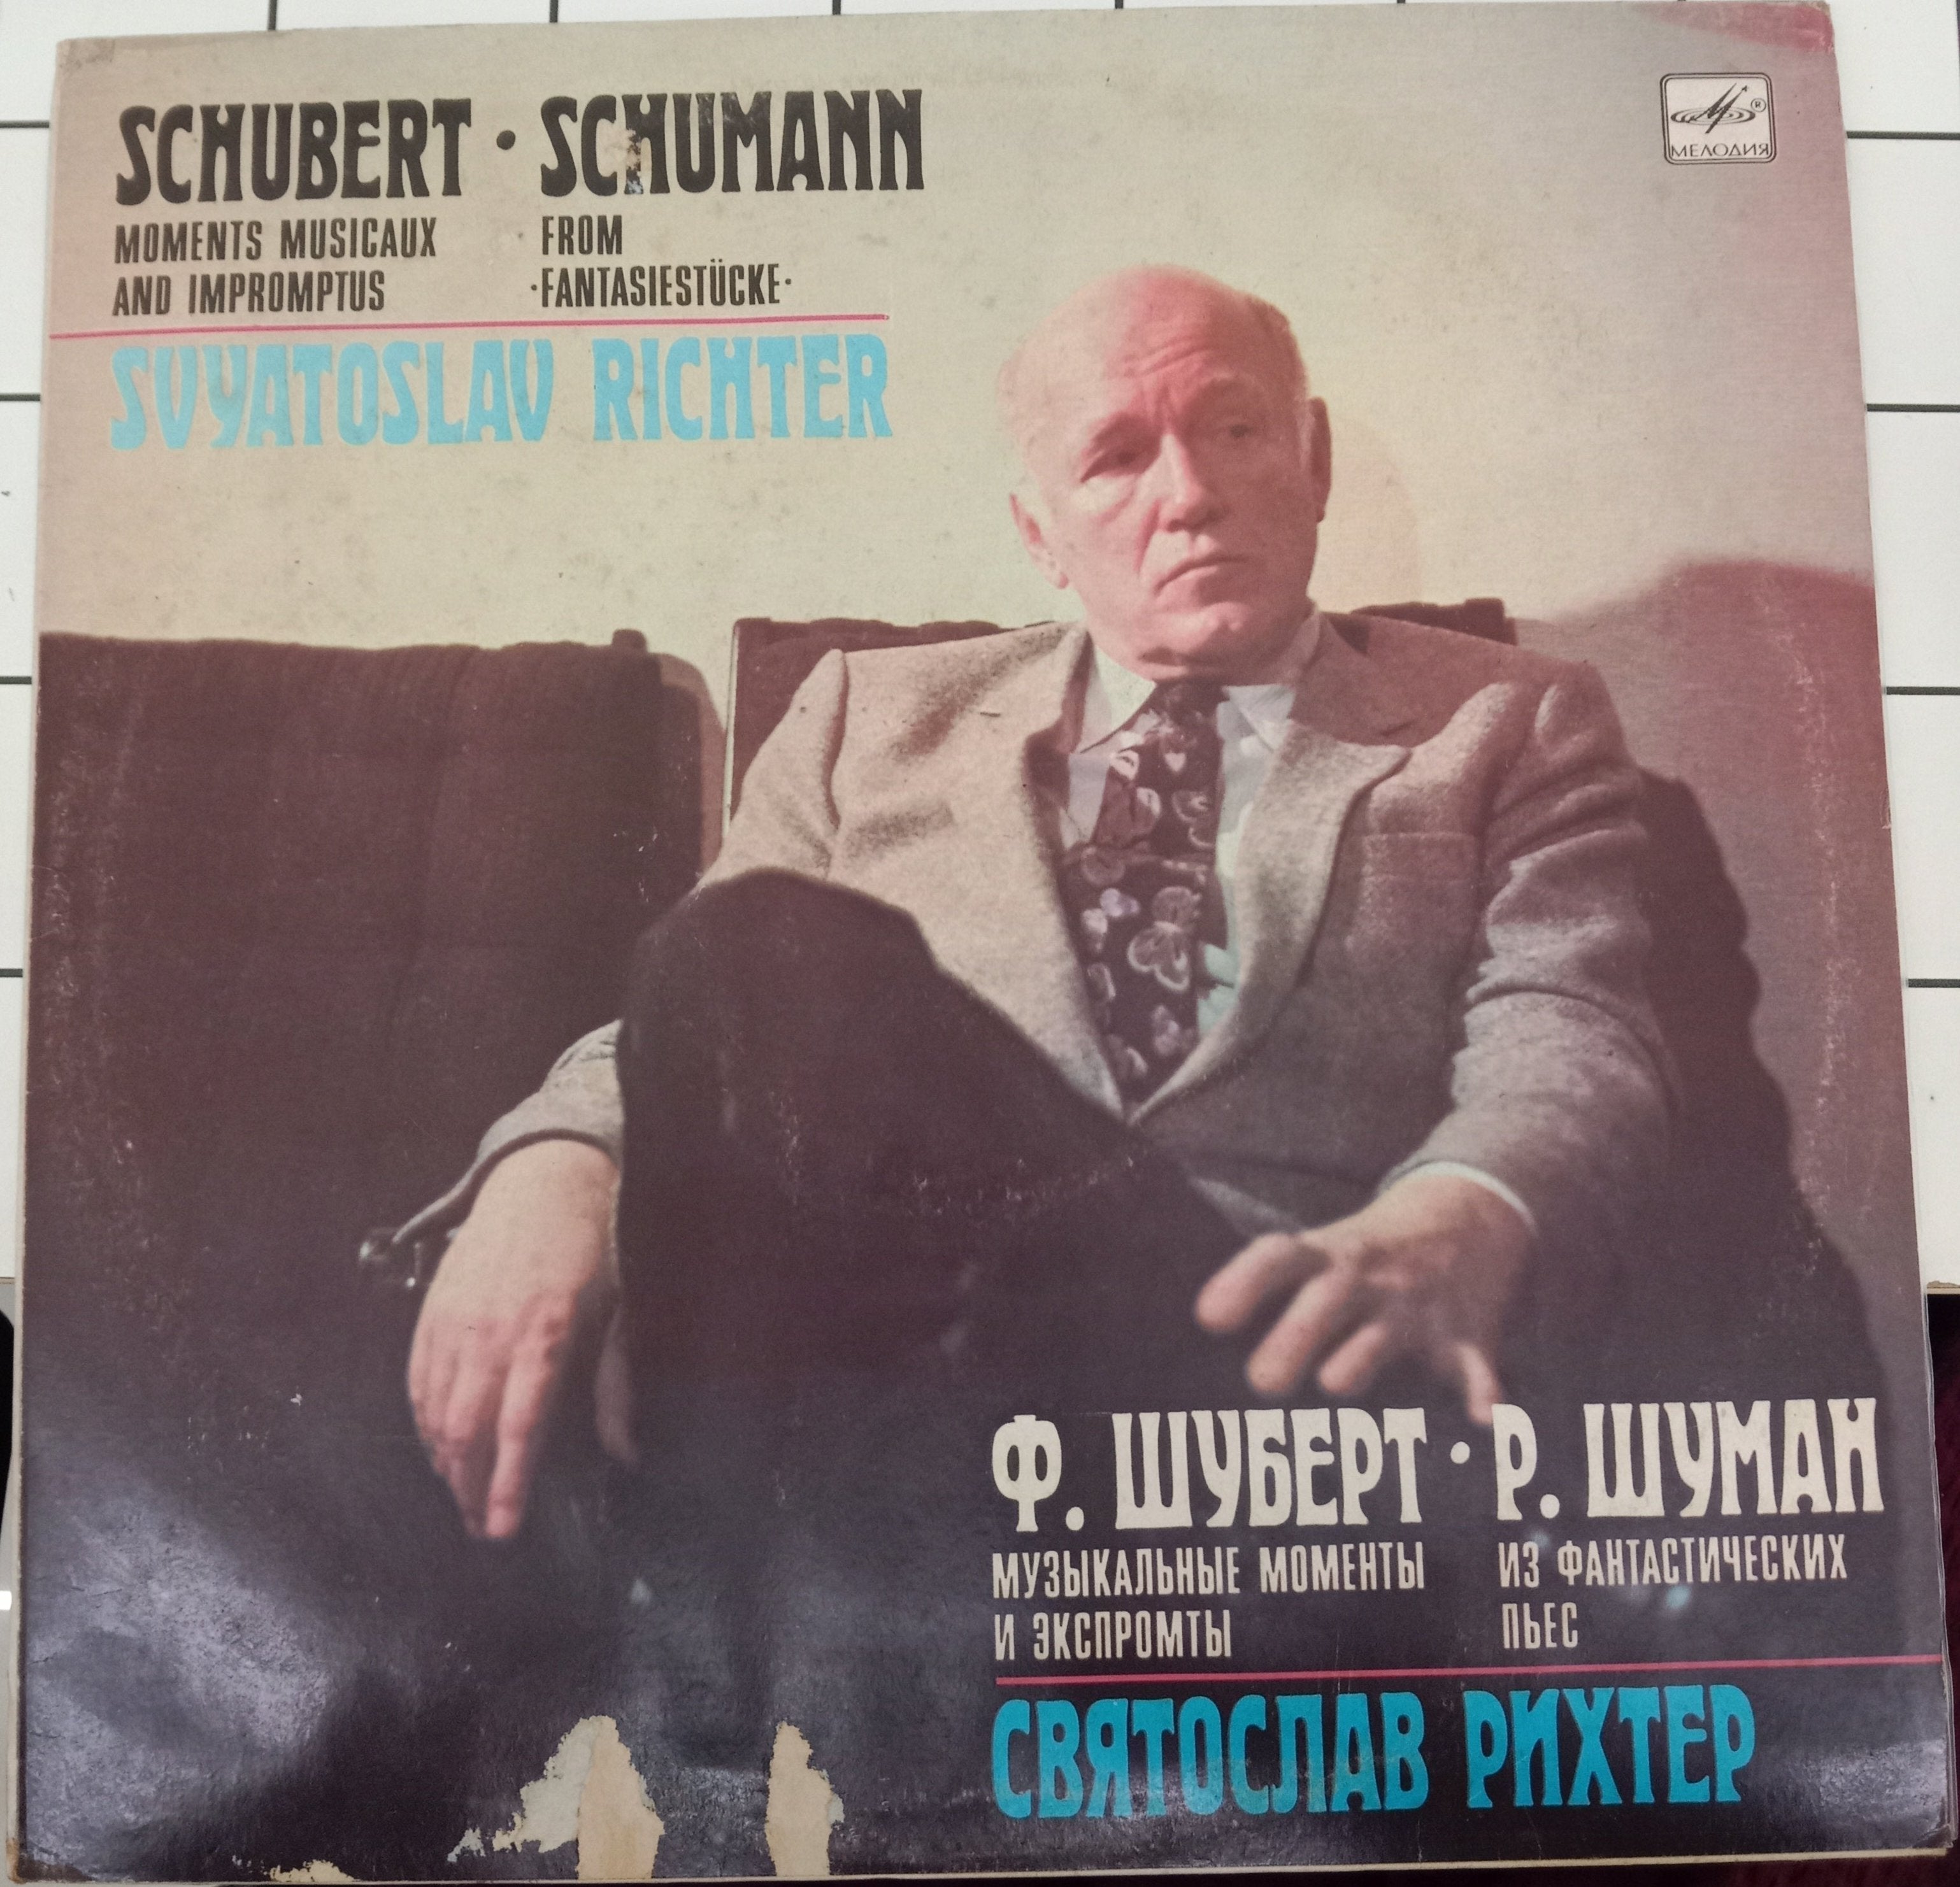 SCHUBERT · SCHUMANN
MOMENTS MUSICAUX
AND IMPROMPTUS
FROM
·FANTASIESTÜCKE·
SVYATOSLAV RICHTER
М ®
МЕЛОДИЯ
Ф. ШУБЕРТ · Р. ШУМАН
МУЗЫКАЛЬНЫЕ МОМЕНТЫ
И ЭКСПРОМТЫ
ИЗ ФАНТАСТИЧЕСКИХ
ПЬЕС
СВЯТОСЛАВ РИХТЕР